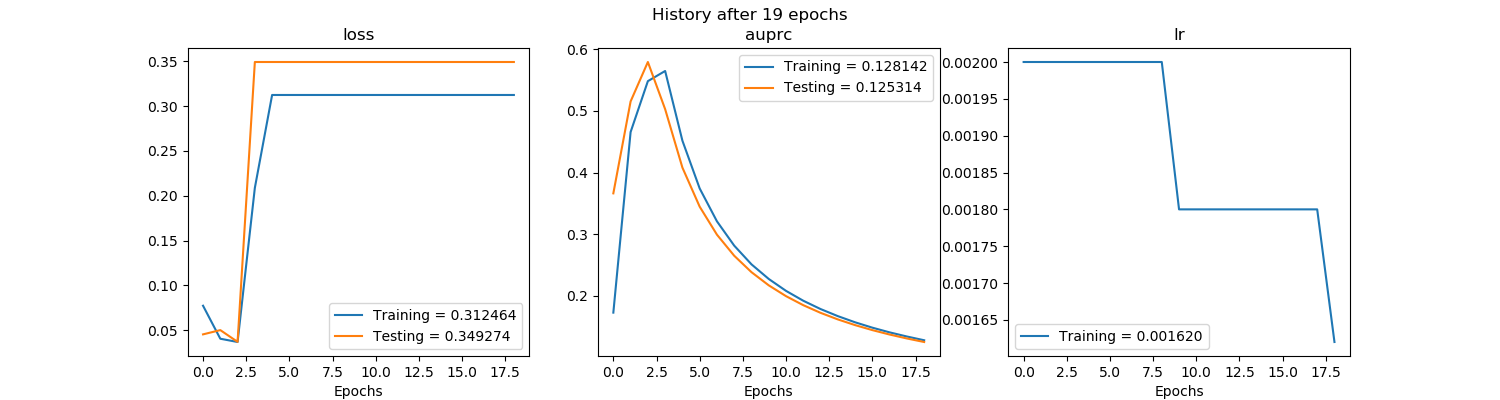 History after 19 epochs
loss
0.35
0.30
0.25
0.20
0.15
0.10
0.05
Training = 0.312464
Testing = 0.349274
0.0 2.5 5.0 7.5 10.0 12.5 15.0 17.5
Epochs
auprc
0.6
0.5
0.4
0.3
0.2
Training = 0.128142
Testing = 0.125314
0.0 2.5 5.0 7.5 10.0 12.5 15.0 17.5
Epochs
lr
0.00200
0.00195
0.00190
0.00185
0.00180
0.00175
0.00170
0.00165
Training = 0.001620
0.0 2.5 5.0 7.5 10.0 12.5 15.0 17.5
Epochs